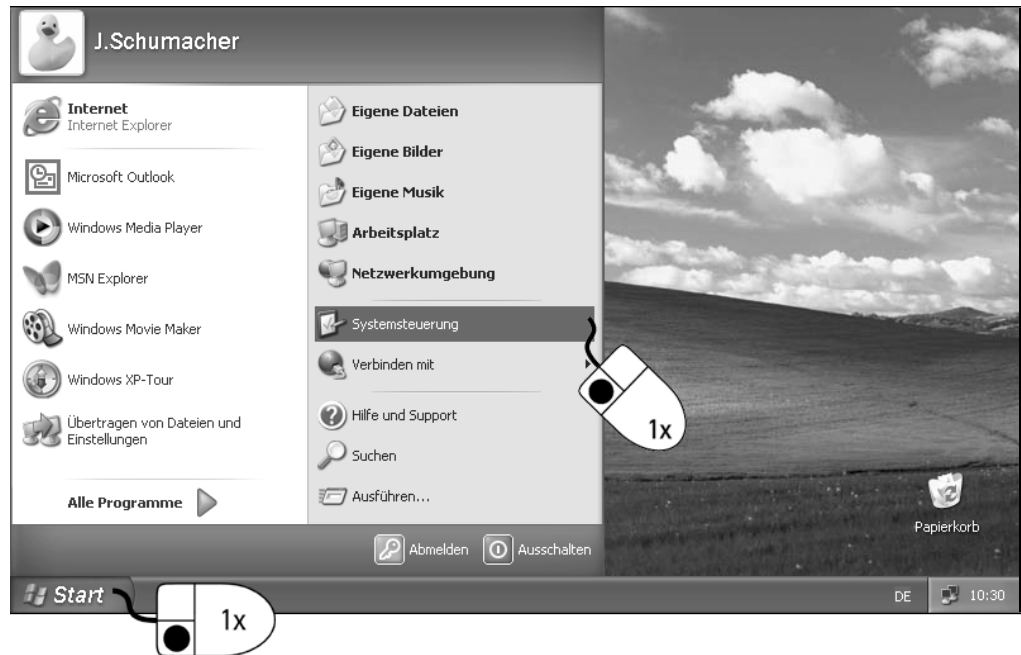 J.Schumacher
Internet
Internet Explorer
Microsoft Outlook
Windows Media Player
MSN Explorer
Windows Movie Maker
Windows XP-Tour
Übertragen von Dateien und
Einstellungen
Alle Programme
Eigene Dateien
Eigene Bilder
Eigene Musik
Arbeitsplatz
Netzwerkumgebung
Systemsteuerung
Verbinden mit
Hilfe und Support
Suchen
Ausführen...
1x
Papierkorb
Abmelden
Ausschalten
Start
1x
DE
10:30